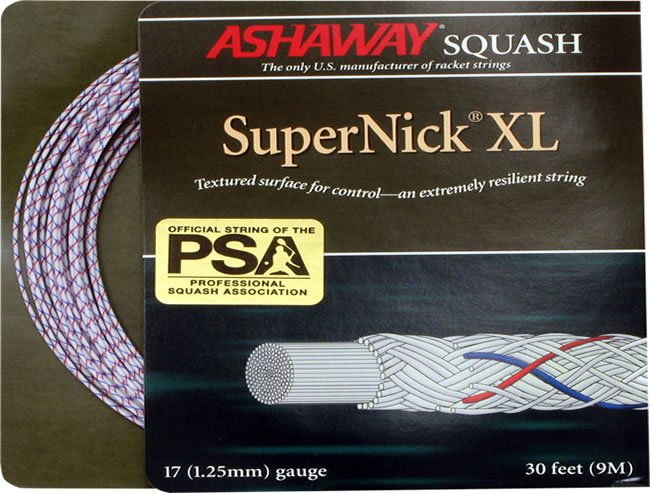 ASHAWAY® SQUASH
The only U.S. manufacturer of racket strings
SuperNick® XL
Textured surface for control—an extremely resilient string
OFFICIAL STRING OF THE
PSA
PROFESSIONAL
SQUASH ASSOCIATION
17 (1.25mm) gauge
30 feet (9M)